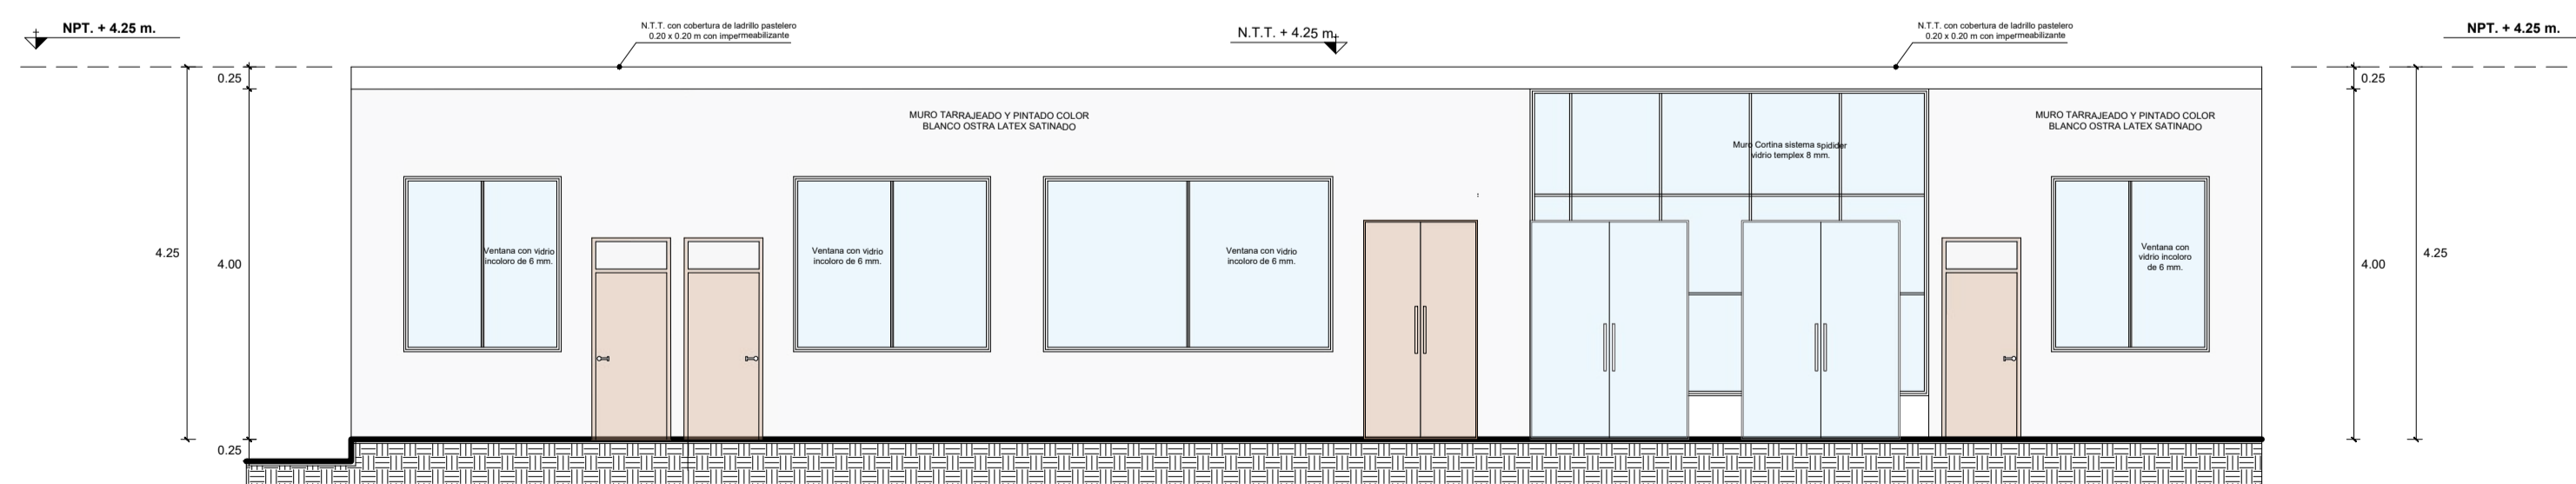 NPT. + 4.25 m.
N.T.T. con cobertura de ladrillo pastelero
0.20 x 0.20 m con impermeabilizante
N.T.T. + 4.25 m.
N.T.T. con cobertura de ladrillo pastelero
0.20 x 0.20 m con impermeabilizante
NPT. + 4.25 m.
0.25
0.25
MURO TARRAJEADO Y PINTADO COLOR
BLANCO OSTRA LATEX SATINADO
MURO TARRAJEADO Y PINTADO COLOR
BLANCO OSTRA LATEX SATINADO
Muro Cortina sistema spidider
vidrio templex 8 mm.
4.25
4.00
Ventana con vidrio
incoloro de 6 mm.
Ventana con vidrio
incoloro de 6 mm.
Ventana con vidrio
incoloro de 6 mm.
Ventana con
vidrio incoloro
de 6 mm.
4.00
4.25
0.25